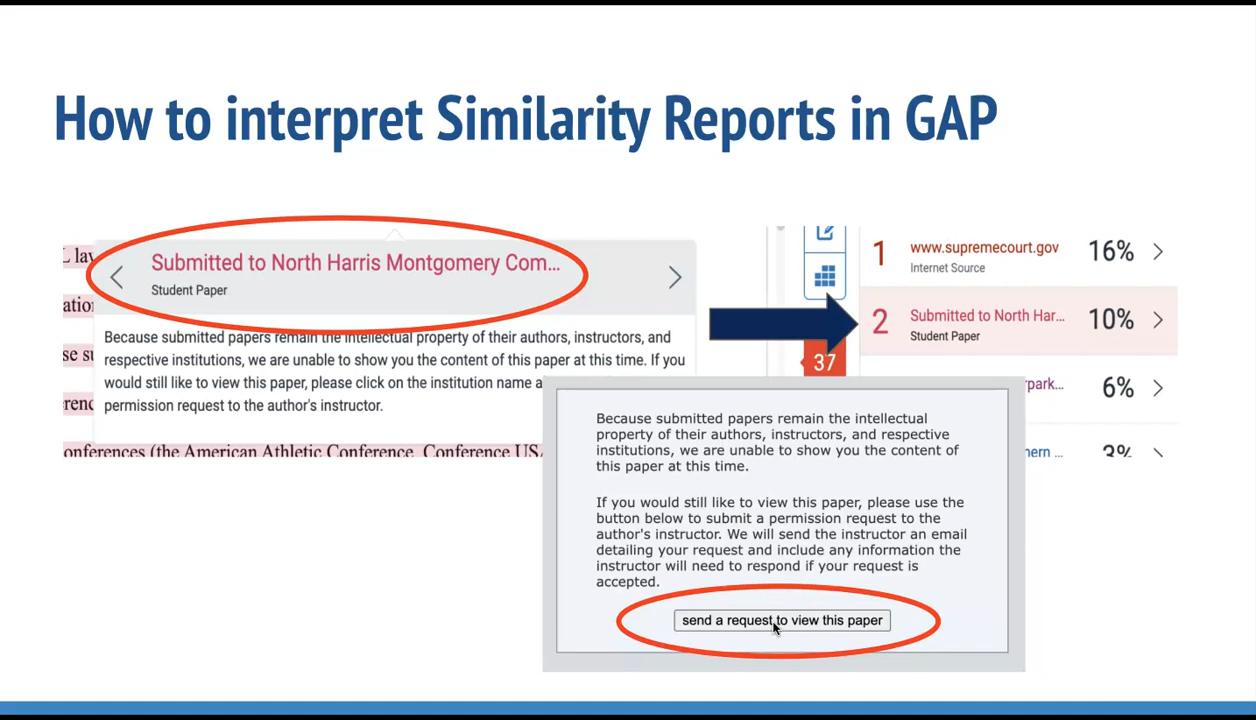 How to interpret Similarity Reports in GAP
Submitted to North Harris Montgomery Com...
Student Paper
Because submitted papers remain the intellectual property of their authors, instructors, and
respective institutions, we are unable to show you the content of this paper at this time. If you
would still like to view this paper, please click on the institution name a
permission request to the author's instructor.
onferences (the American Athletic Conference, Conference US
1 www.supremecourt.gov 16%
Internet Source
2 Submitted to North Har... 10%
Student Paper
37
park... 6%
hern ... 3%
Because submitted papers remain the intellectual
property of their authors, instructors, and respective
institutions, we are unable to show you the content of
this paper at this time.
If you would still like to view this paper, please use the
button below to submit a permission request to the
author's instructor. We will send the instructor an email
detailing your request and include any information the
instructor will need to respond if your request is
accepted.
send a request to view this paper